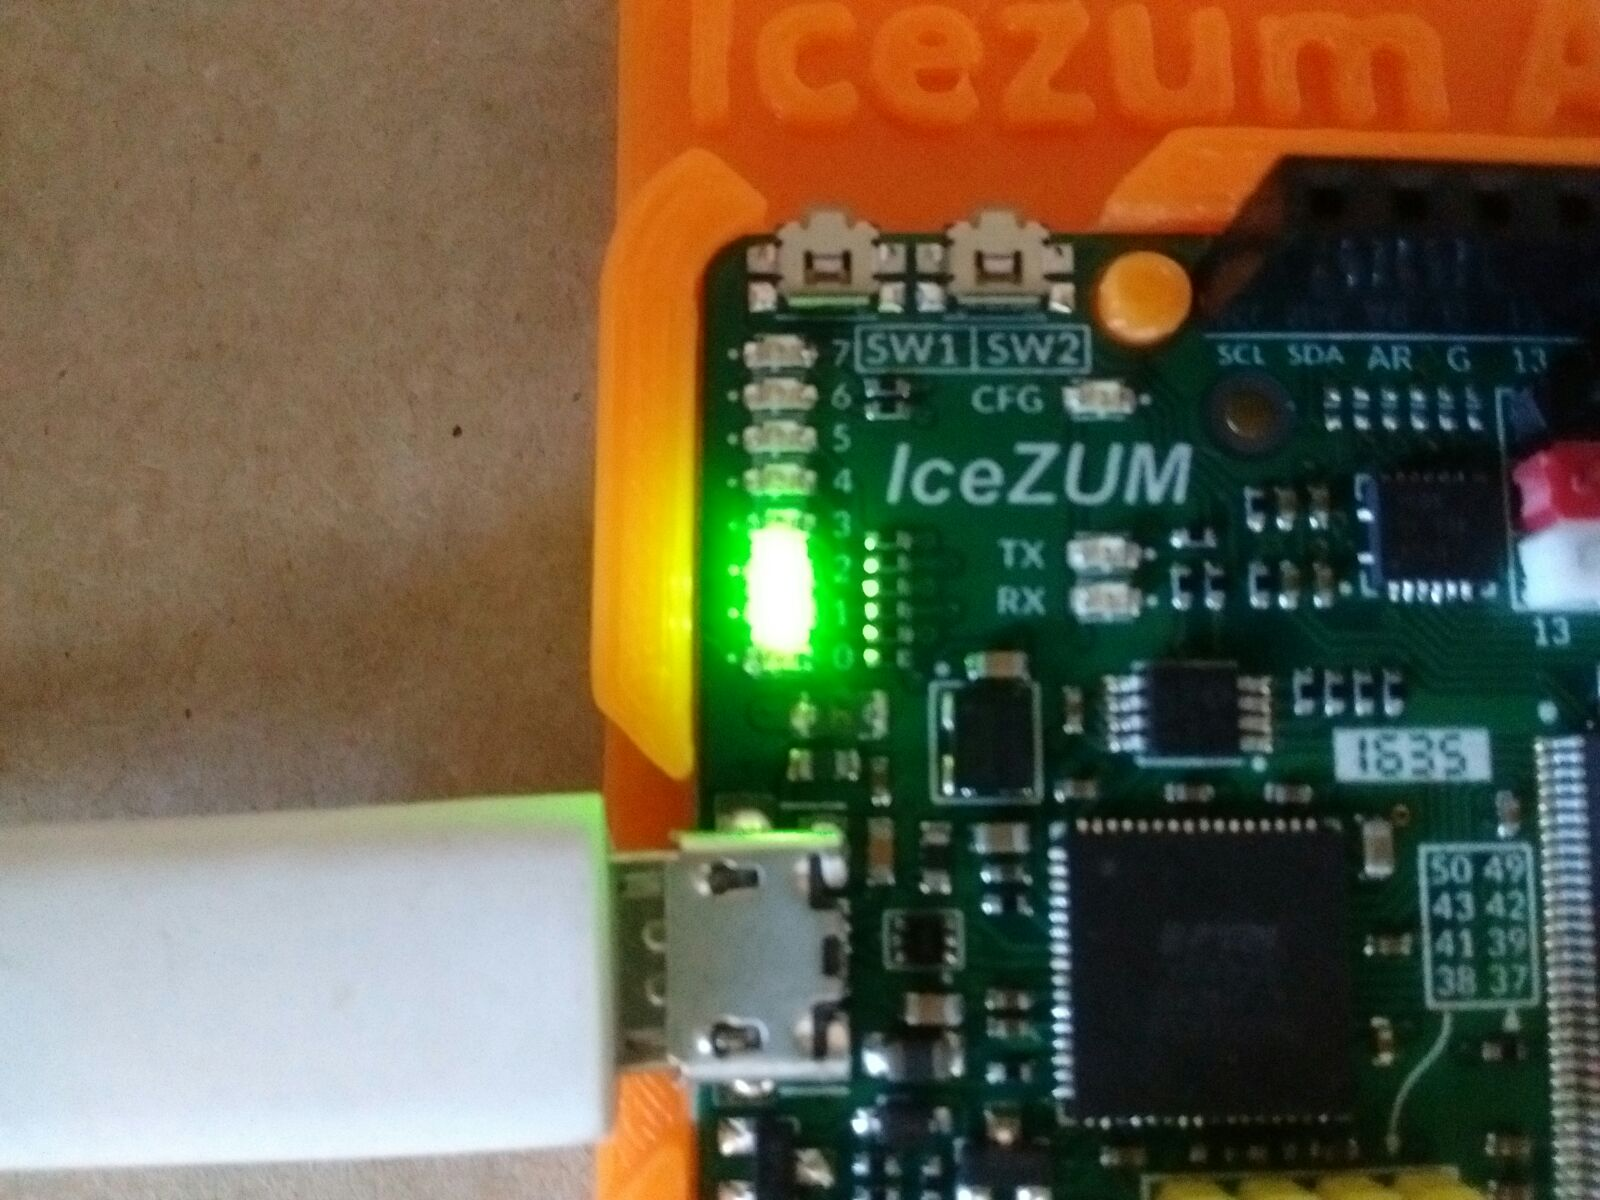 Icezum A
7 SW1 SW2
SCL SDA AR G 13
6 CFG
5
4 IceZUM
3
2 TX
1 RX
0
13
1635
50 49
43 42
41 39
38 37